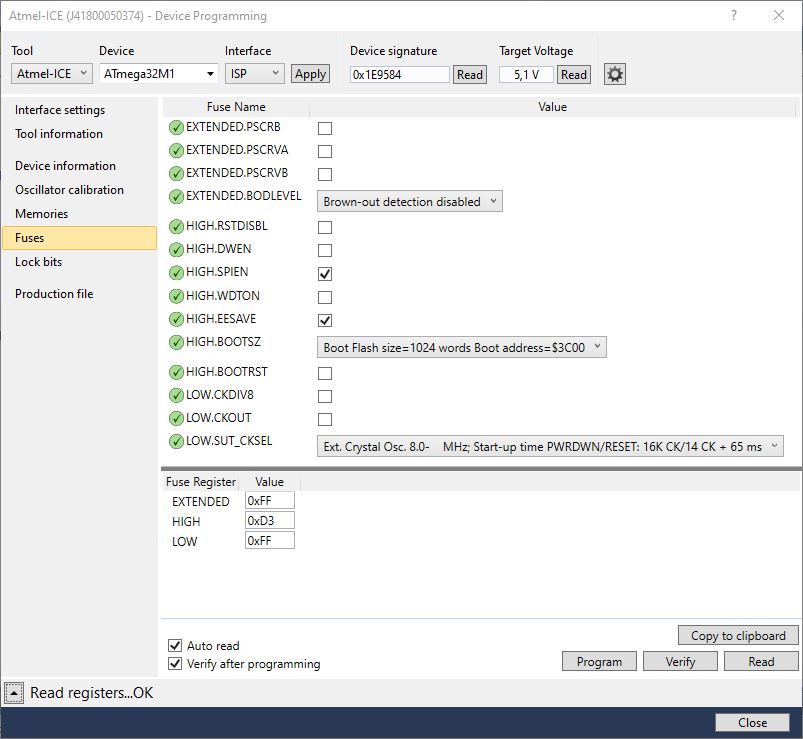 Atmel-ICE (J41800050374) - Device Programming
?
Tool Device Interface Device signature Target Voltage
Atmel-ICE ATmega32M1 ISP Apply 0x1E9584 Read 5,1 V Read
Interface settings
Tool information
Device information
Oscillator calibration
Memories
Fuses
Lock bits
Production file
Fuse Name Value
EXTENDED.PSCRB
EXTENDED.PSCRVA
EXTENDED.PSCRVB
EXTENDED.BODLEVEL Brown-out detection disabled
HIGH.RSTDISBL
HIGH.DWEN
HIGH.SPIEN
HIGH.WDTON
HIGH.EESAVE
HIGH.BOOTSZ Boot Flash size=1024 words Boot address=$3C00
HIGH.BOOTRST
LOW.CKDIV8
LOW.CKOUT
LOW.SUT_CKSEL Ext. Crystal Osc. 8.0- MHz; Start-up time PWRDWN/RESET: 16K CK/14 CK + 65 ms
Fuse Register Value
EXTENDED 0xFF
HIGH 0xD3
LOW 0xFF
Copy to clipboard
Auto read
Verify after programming
Program Verify Read
Read registers...OK
Close